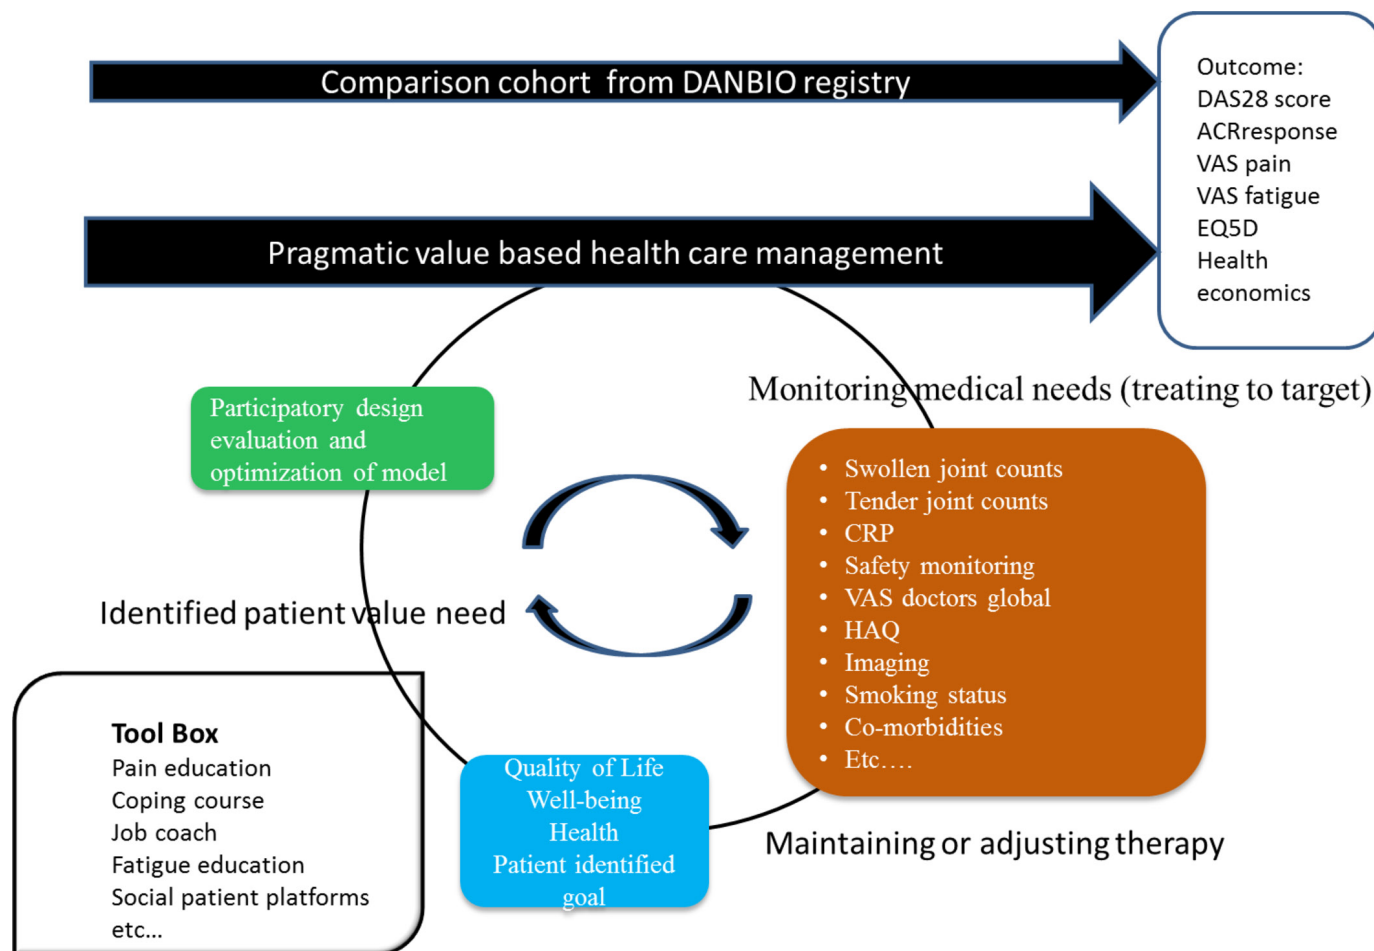 Comparison cohort from DANBIO registry
Outcome:
DAS28 score
ACRresponse
VAS pain
VAS fatigue
EQ5D
Health
economics
Pragmatic value based health care management
Monitoring medical needs (treating to target)
Participatory design
evaluation and
optimization of model
• Swollen joint counts
• Tender joint counts
• CRP
• Safety monitoring
• VAS doctors global
• HAQ
• Imaging
• Smoking status
• Co-morbidities
• Etc….
Identified patient value need
Tool Box
Pain education
Coping course
Job coach
Fatigue education
Social patient platforms
etc...
Quality of Life
Well-being
Health
Patient identified
goal
Maintaining or adjusting therapy